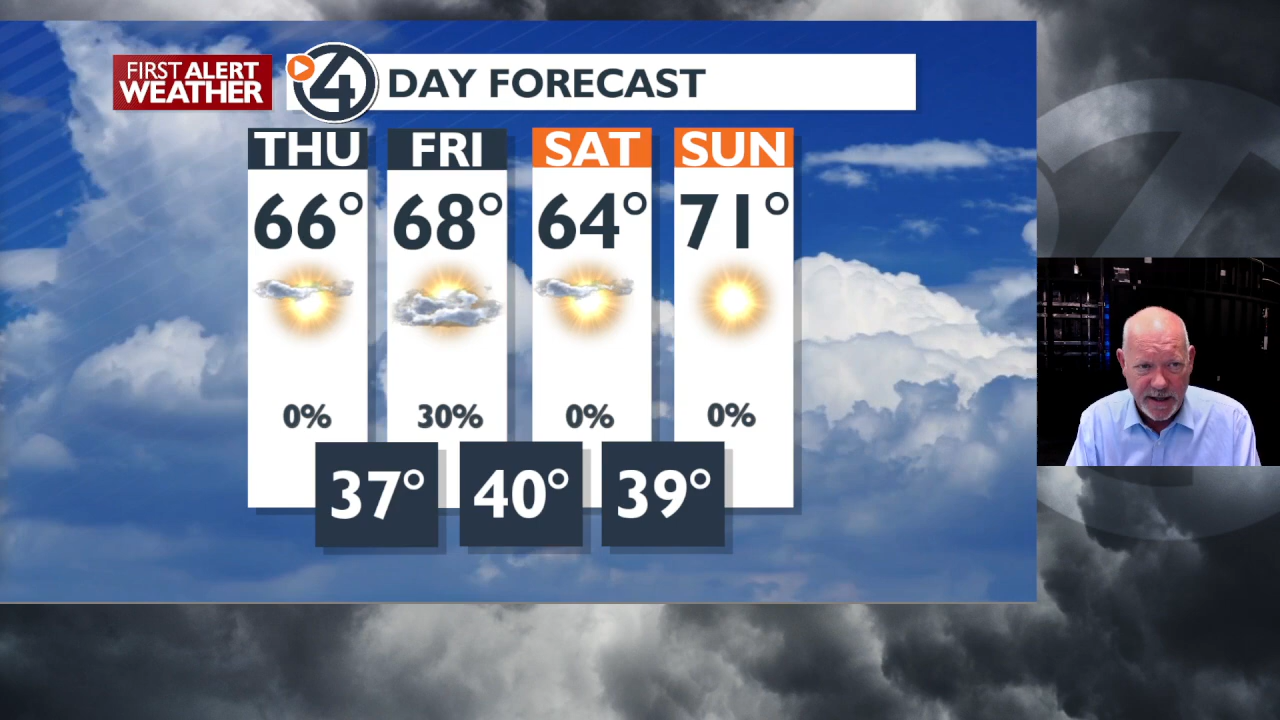 FIRST ALERT
WEATHER
4 DAY FORECAST
THU FRI SAT SUN
66° 68° 64° 71°
0% 30% 0% 0%
37° 40° 39°